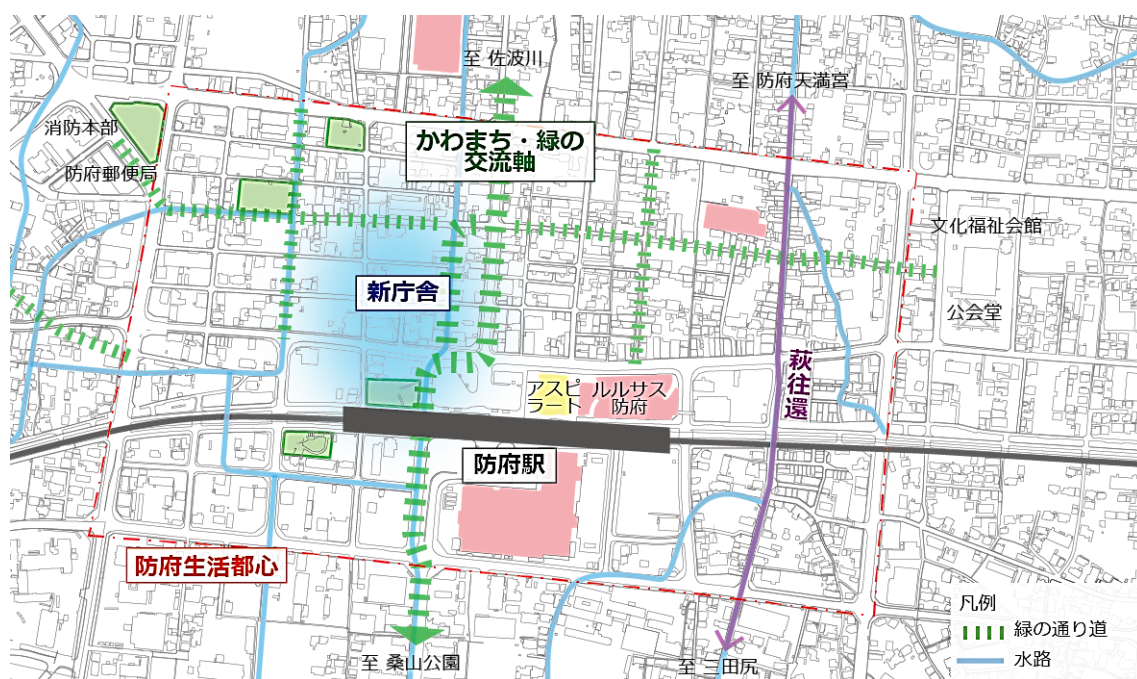 至 佐波川
至 防府天満宮
消防本部
防府郵便局
かわまち・緑の
交流軸
文化福祉会館
新庁舎
公会堂
萩往還
アスピ
ラート
ルルサス
防府
防府駅
防府生活都心
至 桑山公園
至 三田尻
凡例
緑の通り道
水路